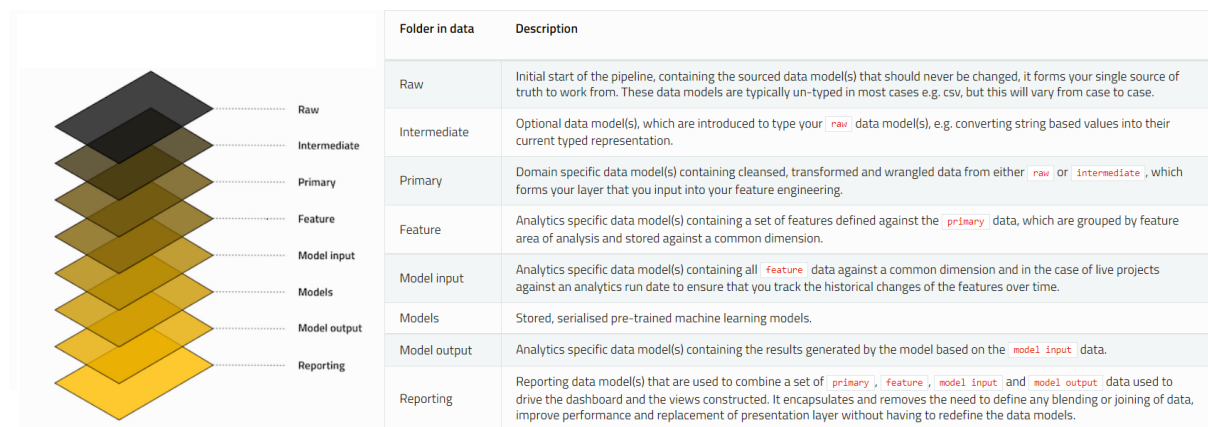 Raw
Intermediate
Primary
Feature
Model input
Models
Model output
Reporting
Folder in data
Description
Raw
Initial start of the pipeline, containing the sourced data model(s) that should never be changed, it forms your single source of
truth to work from. These data models are typically un-typed in most cases e.g. csv, but this will vary from case to case.
Intermediate
Optional data model(s), which are introduced to type your raw data model(s), e.g. converting string based values into their
current typed representation.
Primary
Domain specific data model(s) containing cleansed, transformed and wrangled data from either raw or intermediate, which
forms your layer that you input into your feature engineering.
Feature
Analytics specific data model(s) containing a set of features defined against the primary data, which are grouped by feature
area of analysis and stored against a common dimension.
Model input
Analytics specific data model(s) containing all feature data against a common dimension and in the case of live projects
against an analytics run date to ensure that you track the historical changes of the features over time.
Models
Stored, serialised pre-trained machine learning models.
Model output
Analytics specific data model(s) containing the results generated by the model based on the model input data.
Reporting
Reporting data model(s) that are used to combine a set of primary, feature, model input and model output data used to
drive the dashboard and the views constructed. It encapsulates and removes the need to define any blending or joining of data,
improve performance and replacement of presentation layer without having to redefine the data models.